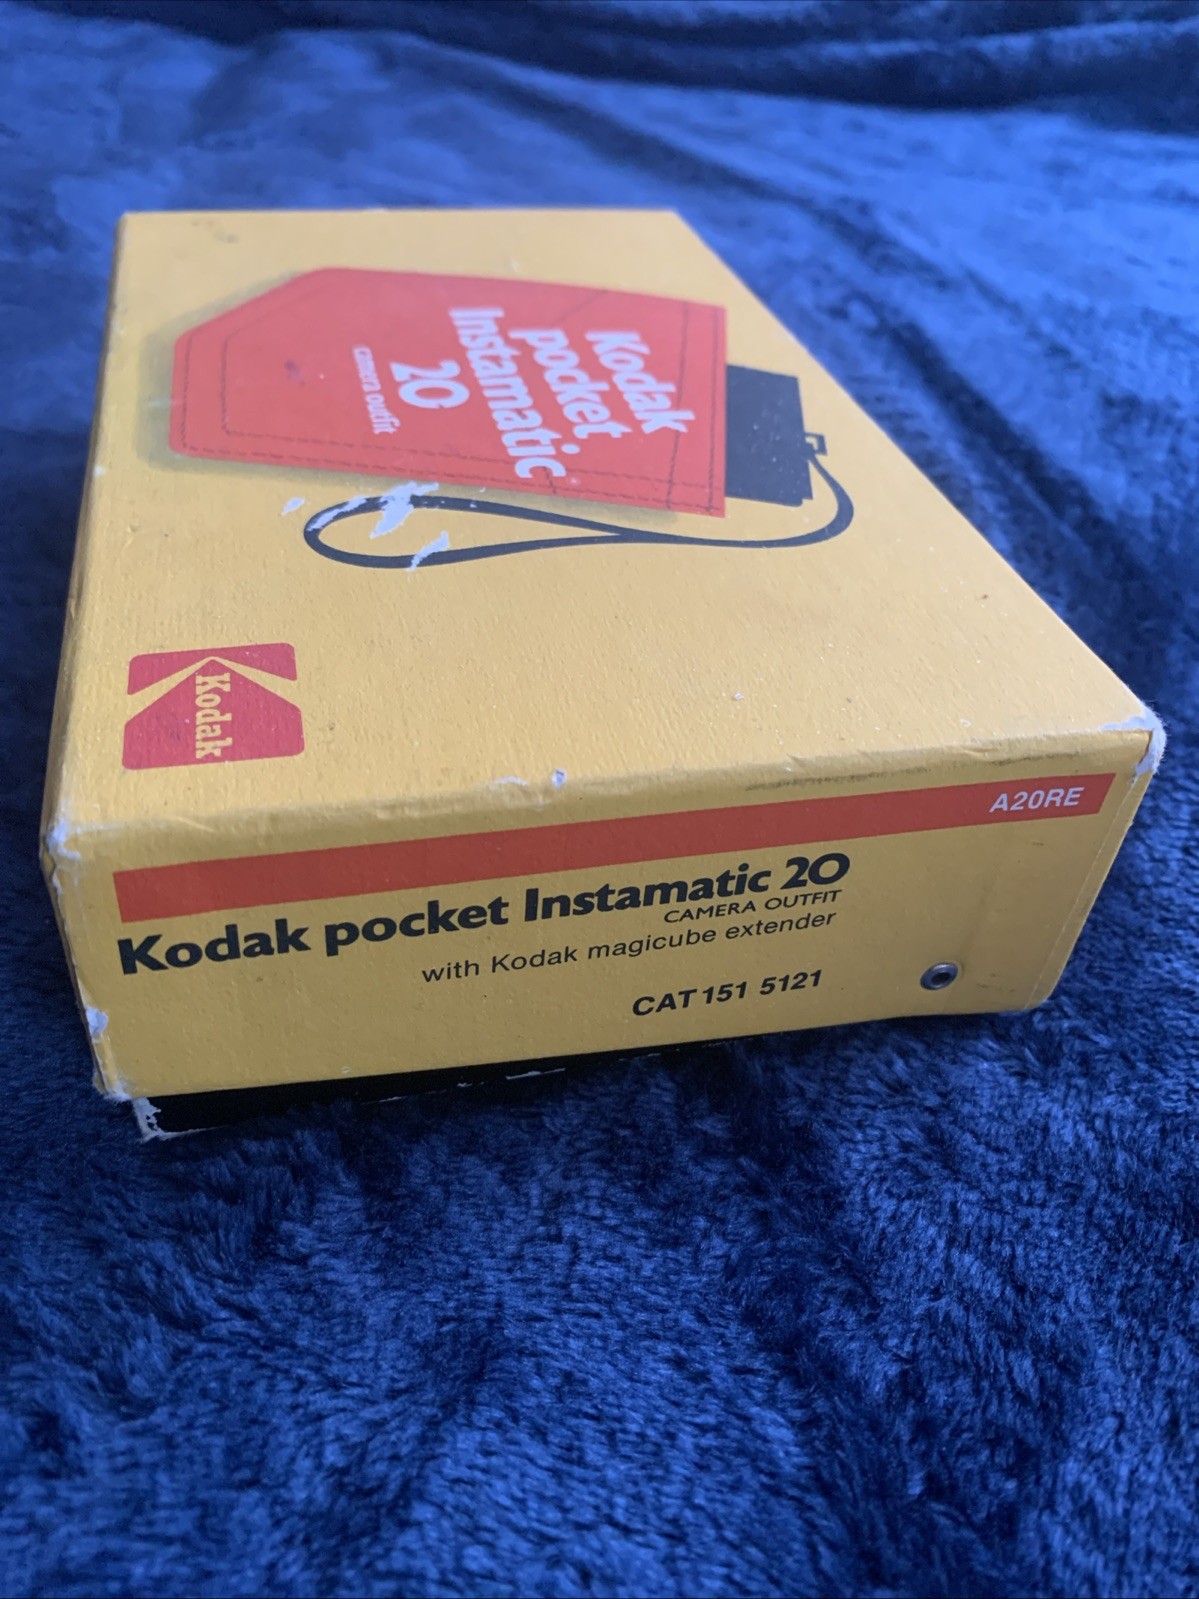 Kodak
pocket
Instamatic
20
camera outfit
Kodak
A20RE
Kodak pocket Instamatic 20
CAMERA OUTFIT
with Kodak magicube extender
CAT 151 5121